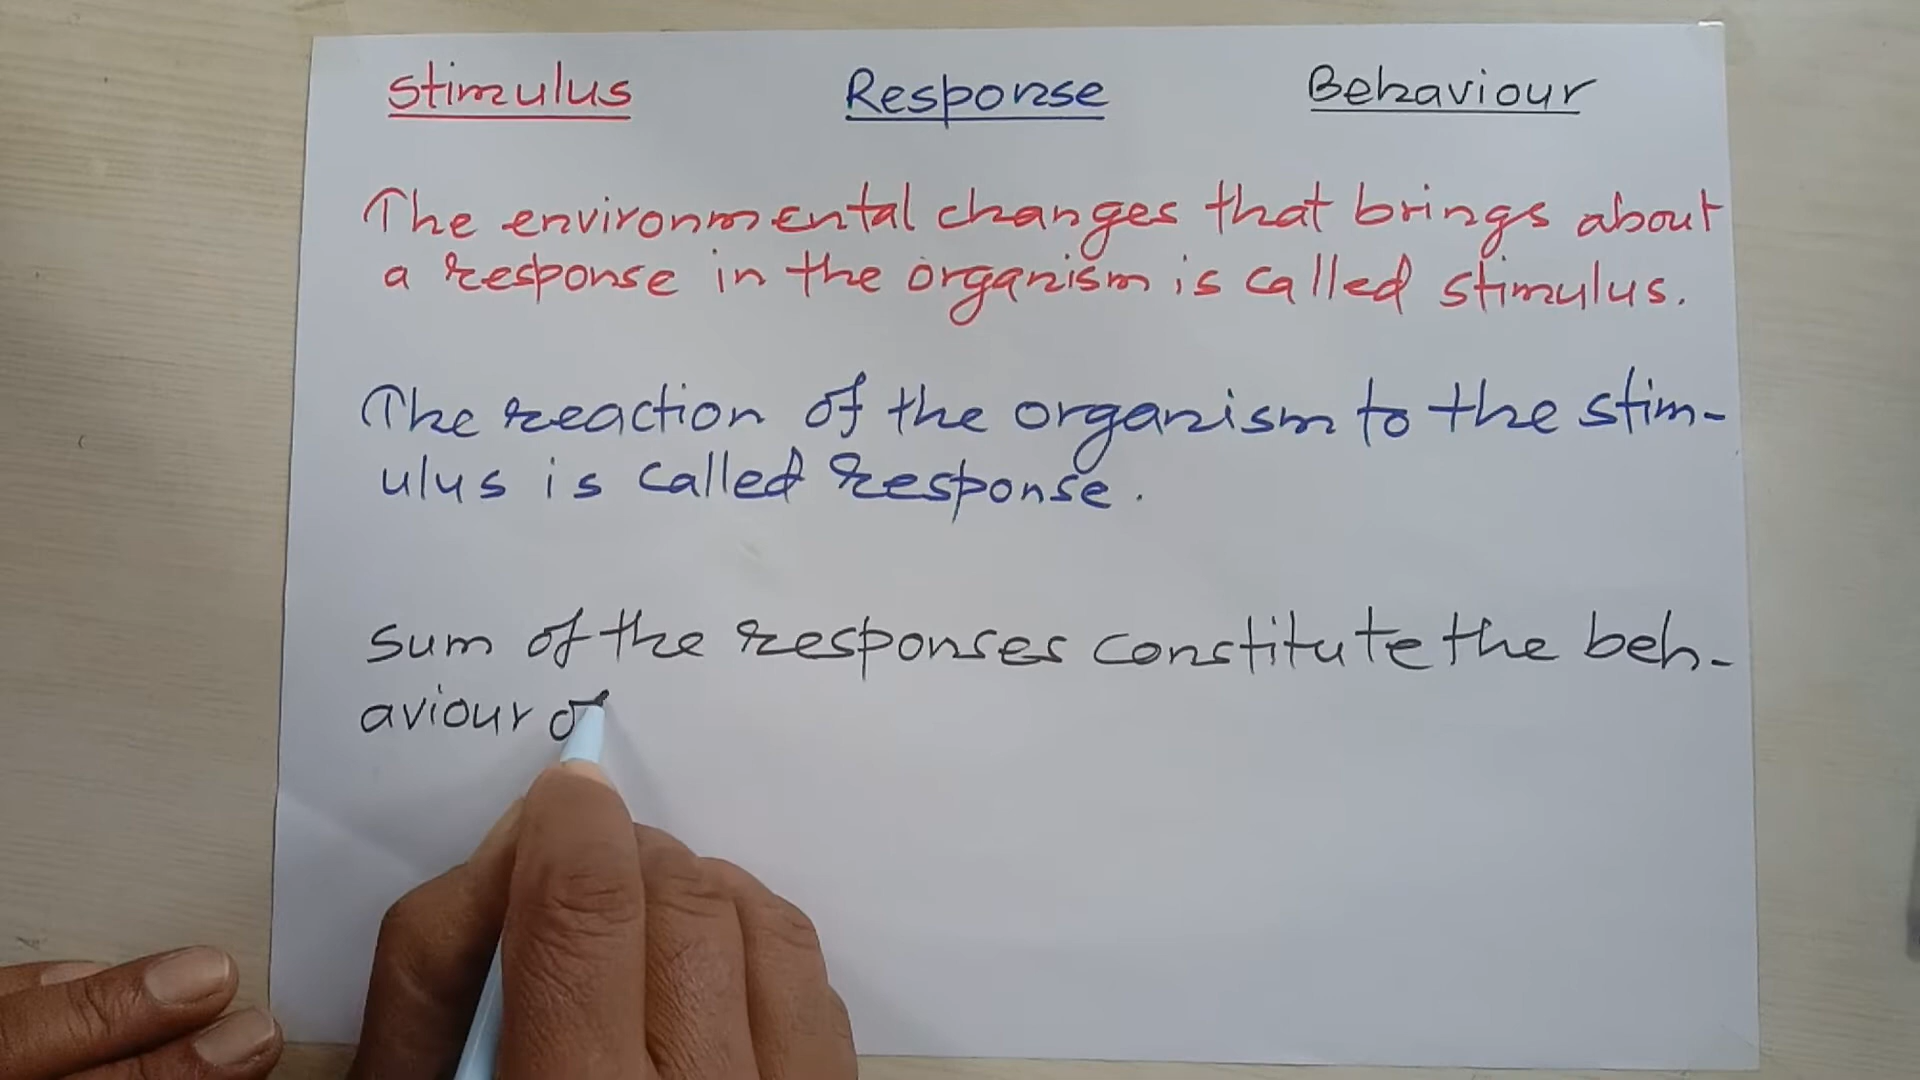 Stimulus Response Behaviour
The environmental changes that brings about
a response in the organism is called stimulus.
The reaction of the organism to the stim-
ulus is called response.
Sum of the responses constitute the beh-
aviour